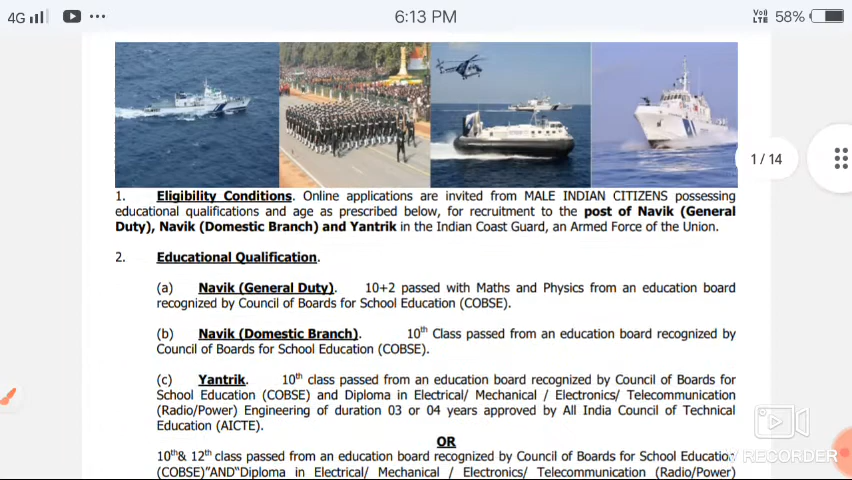 4G 6:13 PM Vo)) LTE 58%
1 / 14
1. Eligibility Conditions. Online applications are invited from MALE INDIAN CITIZENS possessing
educational qualifications and age as prescribed below, for recruitment to the post of Navik (General
Duty), Navik (Domestic Branch) and Yantrik in the Indian Coast Guard, an Armed Force of the Union.
2. Educational Qualification.
(a) Navik (General Duty). 10+2 passed with Maths and Physics from an education board
recognized by Council of Boards for School Education (COBSE).
(b) Navik (Domestic Branch). 10th Class passed from an education board recognized by
Council of Boards for School Education (COBSE).
(c) Yantrik. 10th class passed from an education board recognized by Council of Boards for
School Education (COBSE) and Diploma in Electrical/ Mechanical / Electronics/ Telecommunication
(Radio/Power) Engineering of duration 03 or 04 years approved by All India Council of Technical
Education (AICTE).
OR
10th& 12th class passed from an education board recognized by Council of Boards for School Education
(COBSE)"AND"Diploma in Electrical/ Mechanical / Electronics/ Telecommunication (Radio/Power)
RECORDER